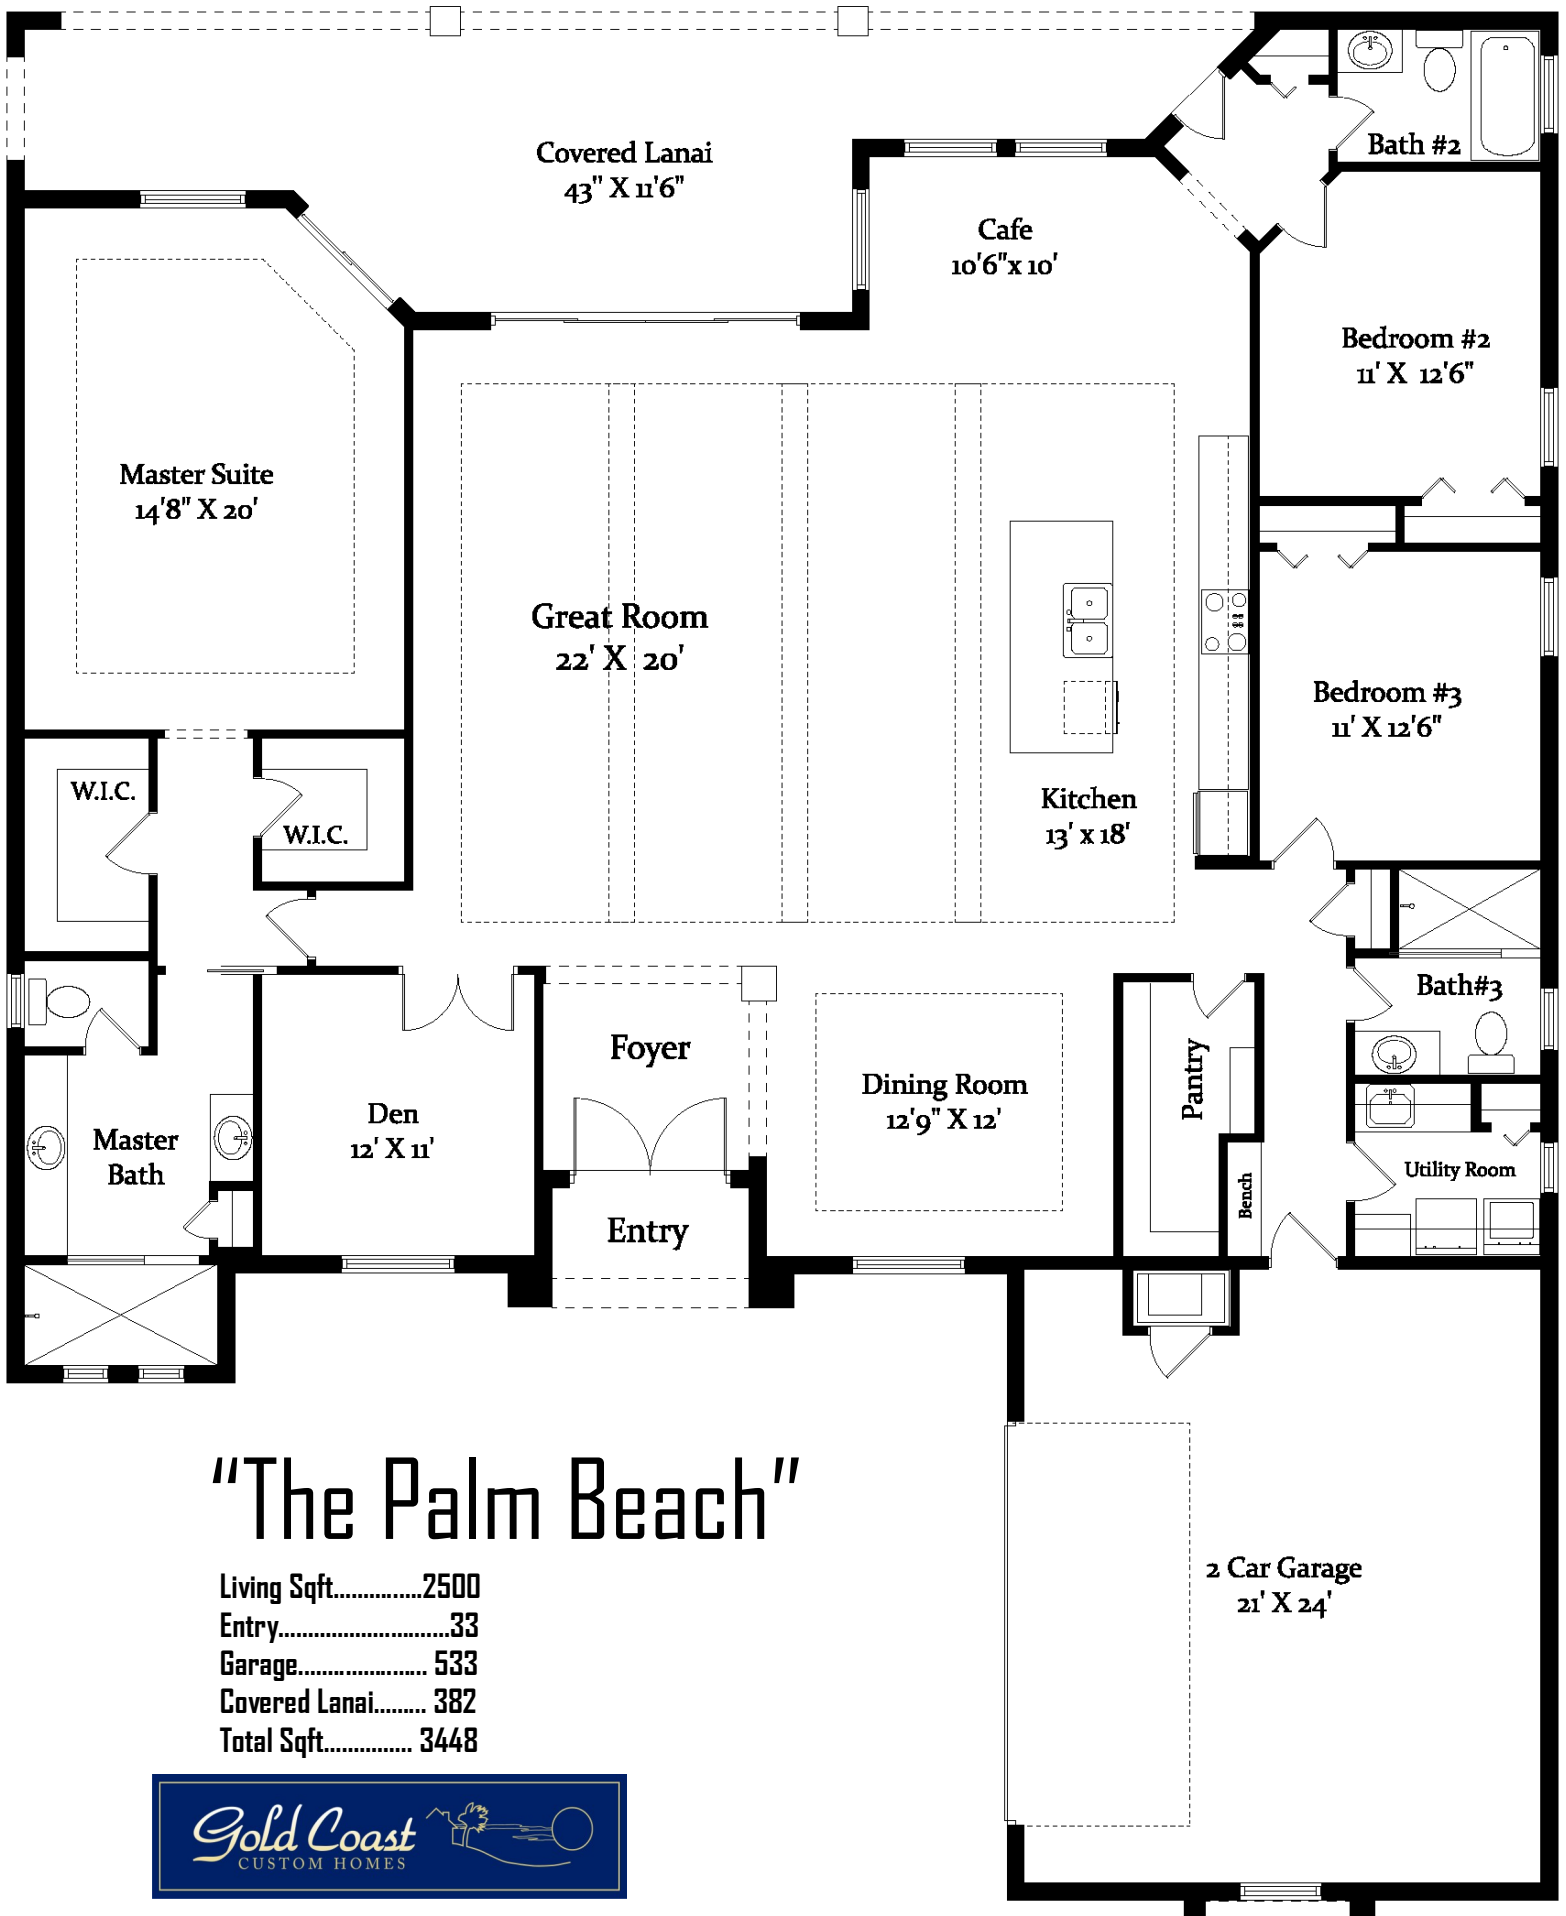 Covered Lanai
43" X 11'6"
Bath #2
Cafe
10'6"x 10'
Bedroom #2
11' X 12'6"
Master Suite
14'8" X 20'
Great Room
22' X 20'
Bedroom #3
11' X 12'6"
W.I.C.
W.I.C.
Kitchen
13' x 18'
Bath#3
Foyer
Pantry
Dining Room
12'9" X 12'
Den
12' X 11'
Master
Bath
Utility Room
Bench
Entry
"The Palm Beach"
Living Sqft...............2500
Entry.............................33
Garage...................... 533
Covered Lanai......... 382
Total Sqft............... 3448
2 Car Garage
21' X 24'
Gold Coast
CUSTOM HOMES